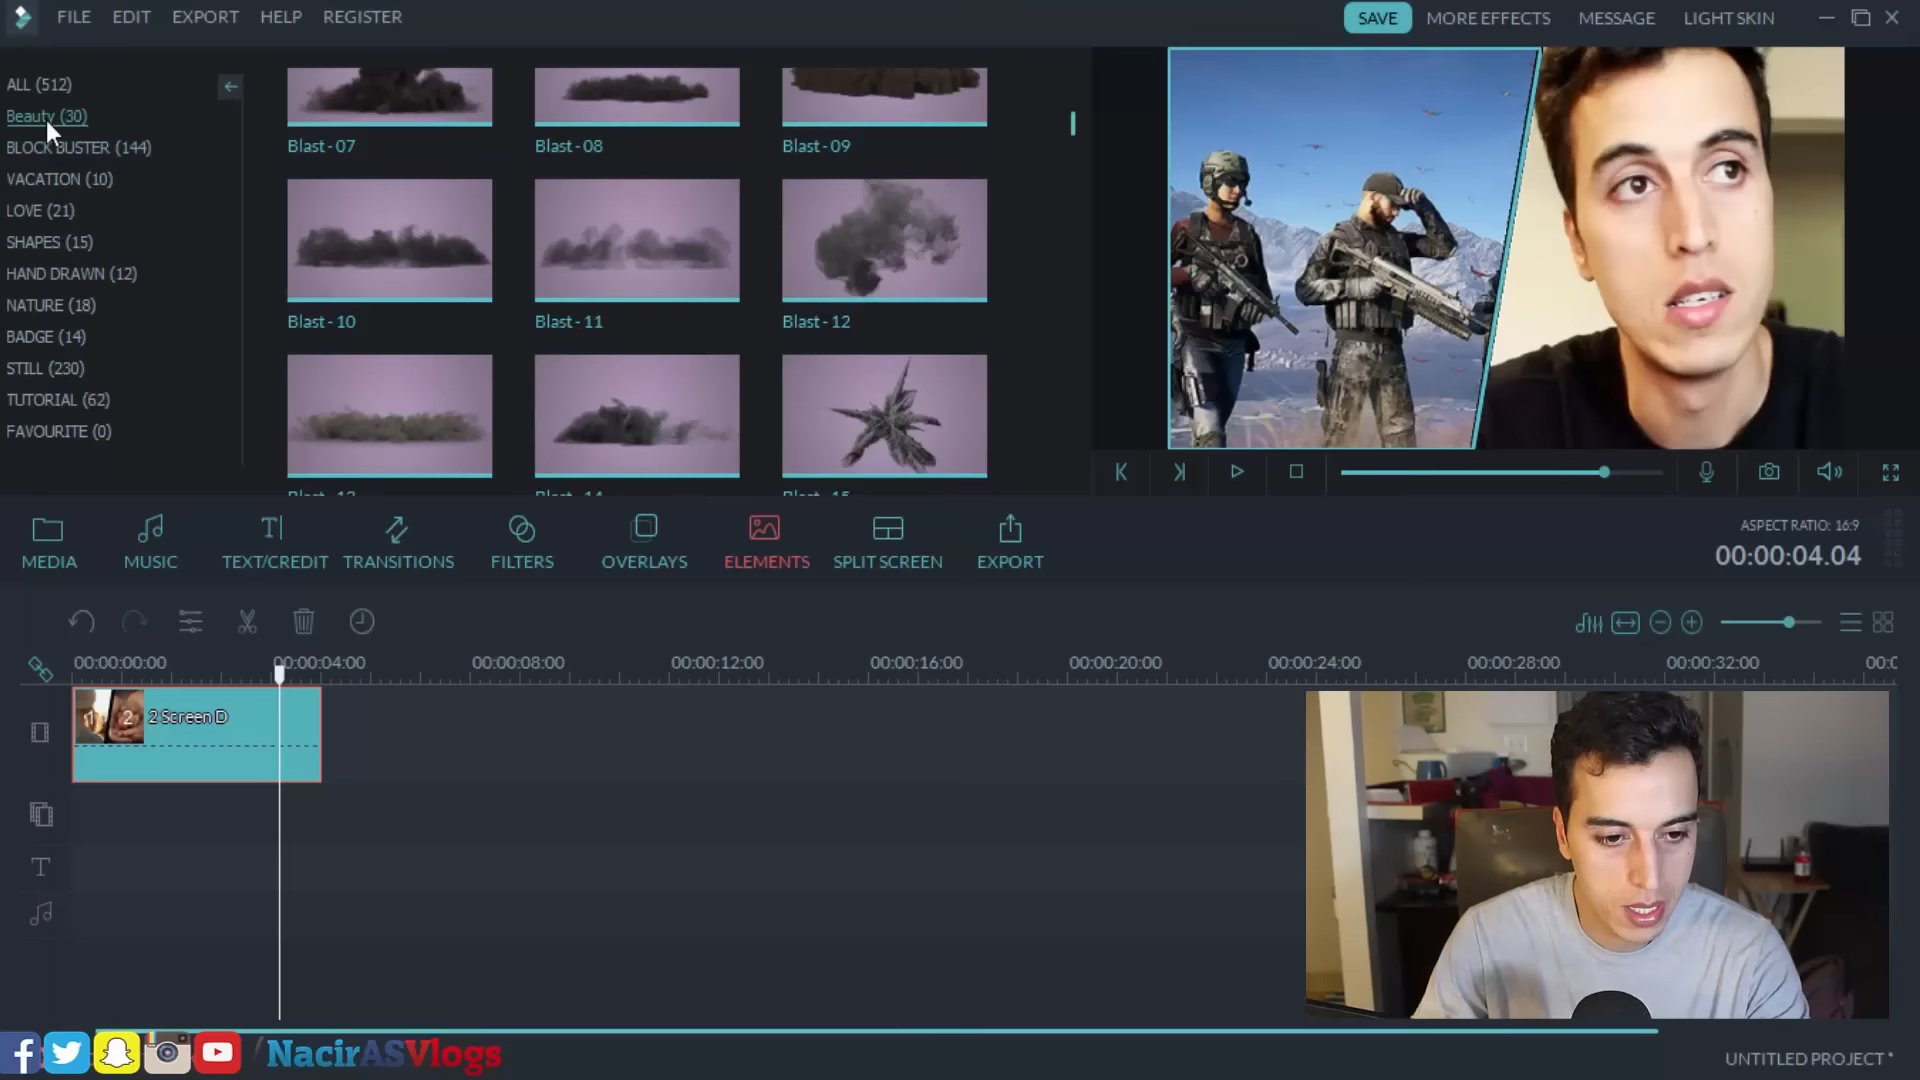 FILE EDIT EXPORT HELP REGISTER
SAVE MORE EFFECTS MESSAGE LIGHT SKIN
ALL (512)
Beauty (30)
BLOCK BUSTER (144)
VACATION (10)
LOVE (21)
SHAPES (15)
HAND DRAWN (12)
NATURE (18)
BADGE (14)
STILL (230)
TUTORIAL (62)
FAVOURITE (0)
Blast - 07 Blast - 08 Blast - 09
Blast - 10 Blast - 11 Blast - 12
MEDIA MUSIC TEXT/CREDIT TRANSITIONS FILTERS OVERLAYS ELEMENTS SPLIT SCREEN EXPORT
ASPECT RATIO: 16:9
00:00:04.04
00:00:00:00 00:00:04:00 00:00:08:00 00:00:12:00 00:00:16:00 00:00:20:00 00:00:24:00 00:00:28:00 00:00:32:00
1 2 2 Screen D
NacirASVlogs
UNTITLED PROJECT *